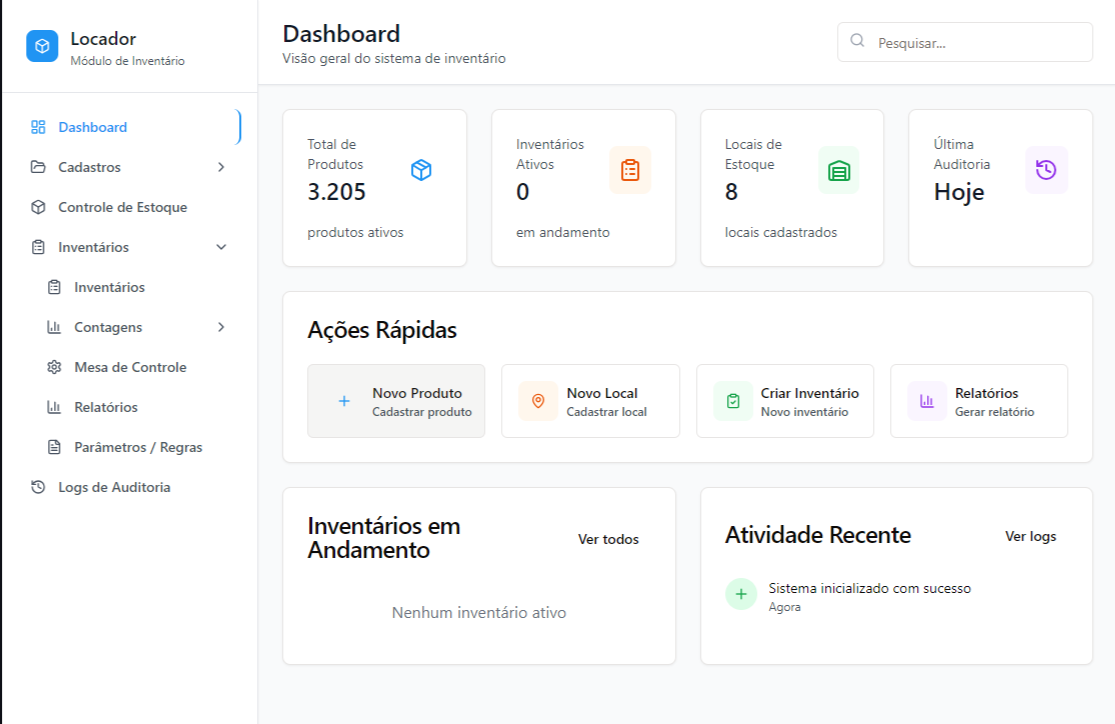 Locador
Módulo de Inventário
Dashboard
Cadastros
Controle de Estoque
Inventários
Inventários
Contagens
Mesa de Controle
Relatórios
Parâmetros / Regras
Logs de Auditoria
Dashboard
Visão geral do sistema de inventário
Pesquisar...
Total de
Produtos
3.205
produtos ativos
Inventários
Ativos
0
em andamento
Locais de
Estoque
8
locais cadastrados
Última
Auditoria
Hoje
Ações Rápidas
Novo Produto
Cadastrar produto
Novo Local
Cadastrar local
Criar Inventário
Novo inventário
Relatórios
Gerar relatório
Inventários em
Andamento
Ver todos
Nenhum inventário ativo
Atividade Recente
Ver logs
Sistema inicializado com sucesso
Agora